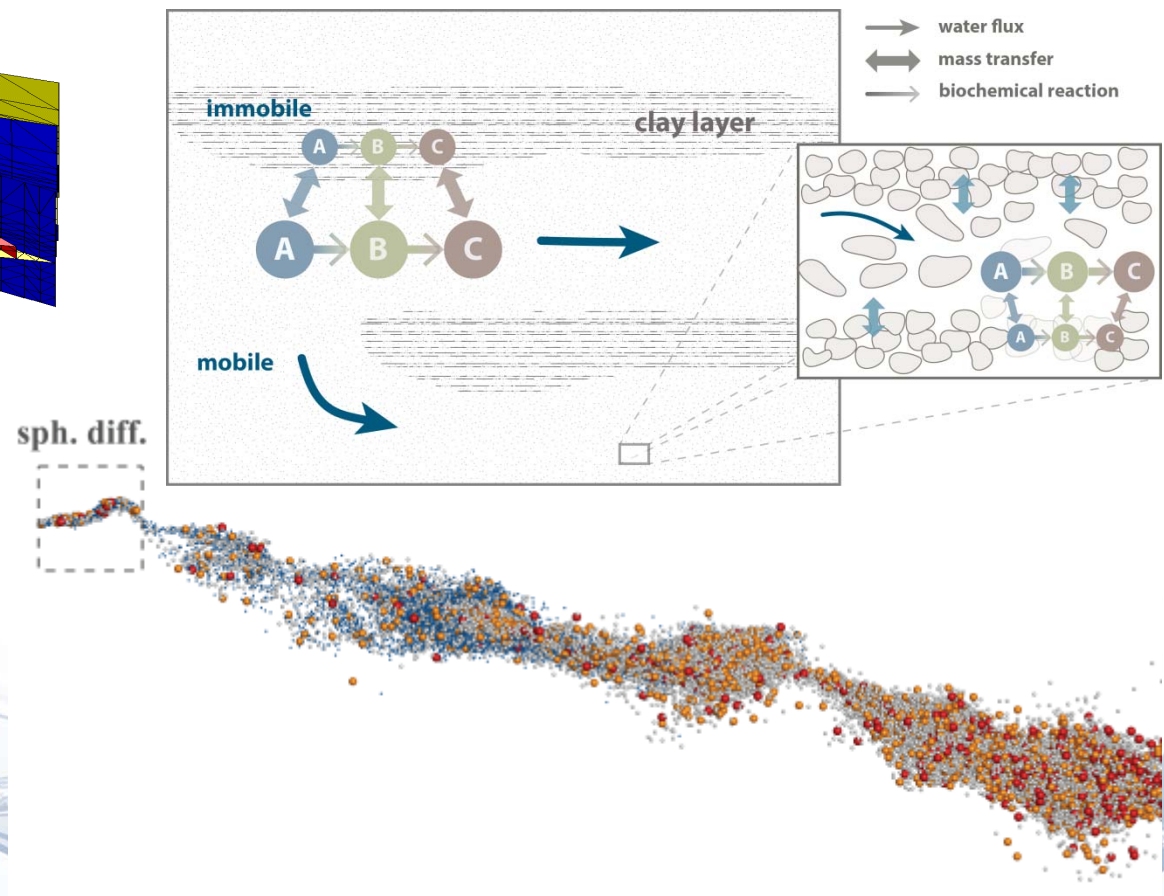 water flux
mass transfer
biochemical reaction
immobile
clay layer
A B C
A B C
mobile
A B C
A B C
sph. diff.